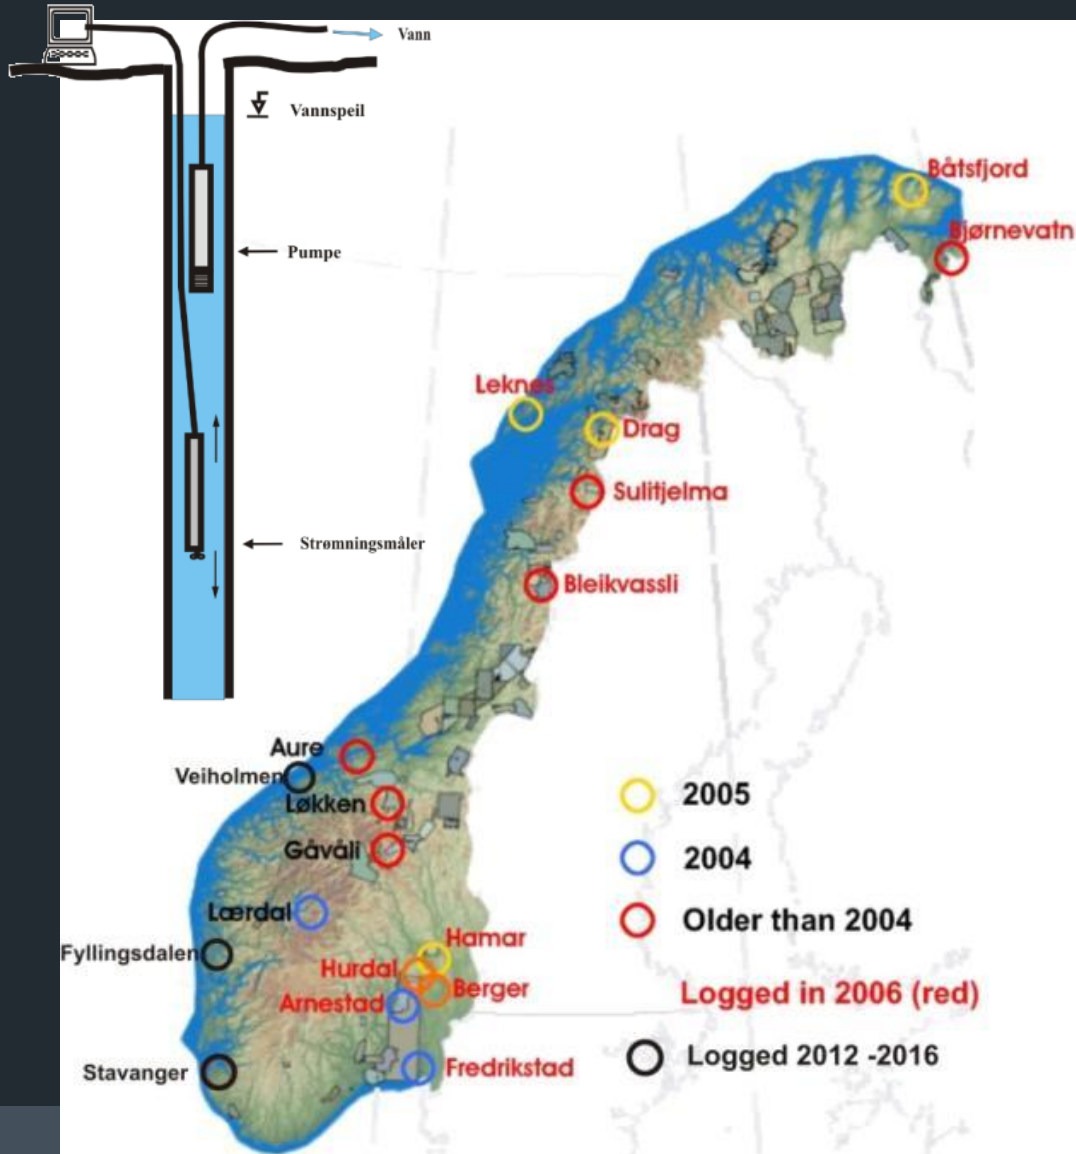 Vann
Vannspeil
Pumpe
Strømningsmåler
Båtsfjord
Bjørnevatn
Leknes
Drag
Sulitjelma
Bleikvassli
Aure
Veiholmen
Løkken
Gåvåli
Lærdal
Fyllingsdalen
Hamar
Hurdal
Berger
Arnestad
Stavanger
Fredrikstad
2005
2004
Older than 2004
Logged in 2006 (red)
Logged 2012 -2016